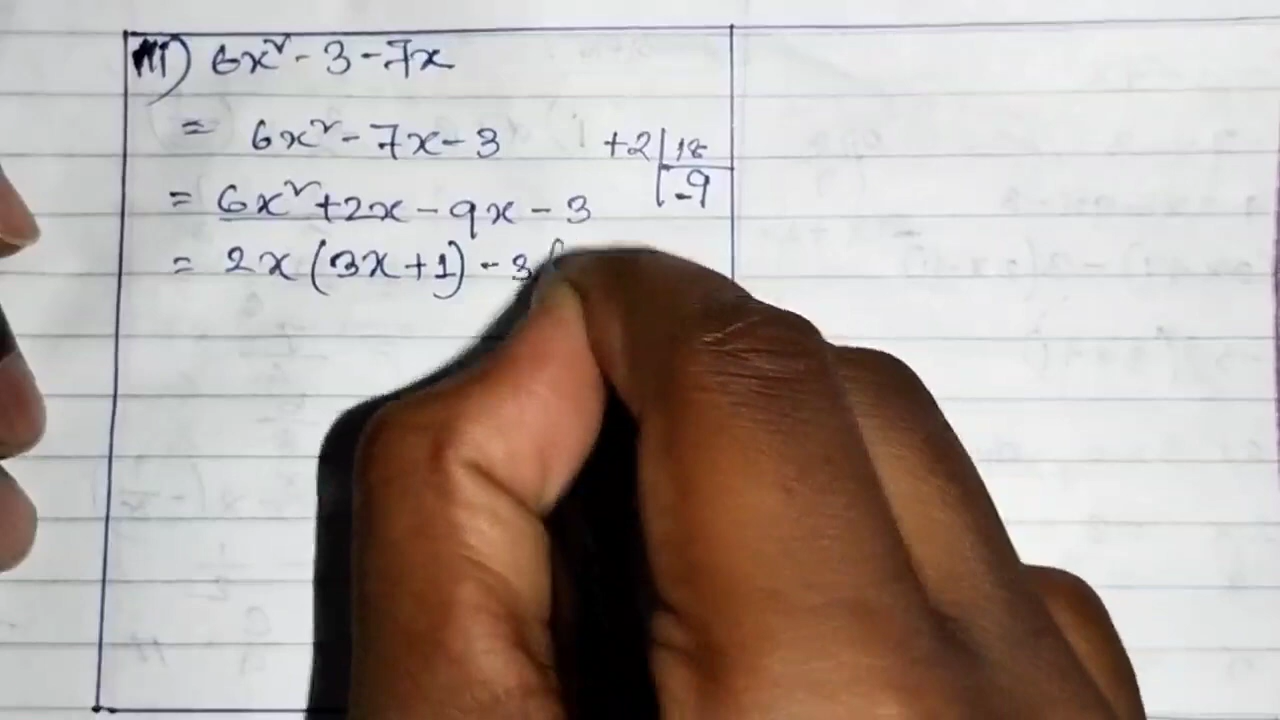 III) 6x² - 3 - 7x
= 6x² - 7x - 3
+2 | 18
-9
= 6x² + 2x - 9x - 3
= 2x (3x + 1) - 3 (